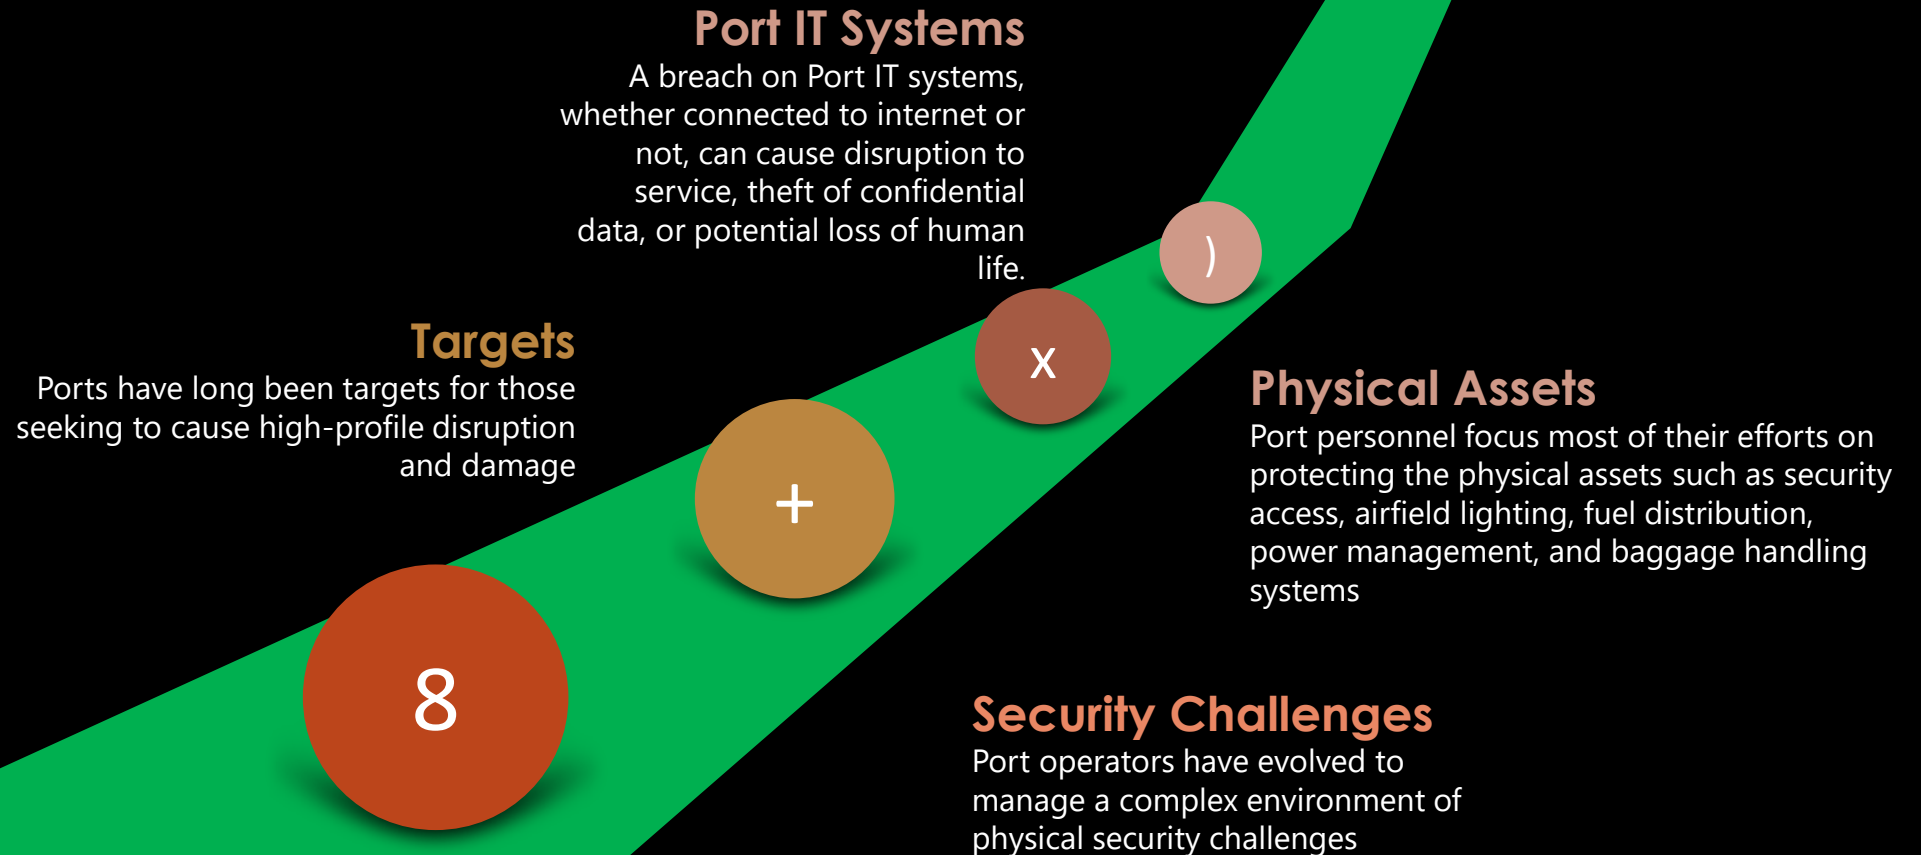 Port IT Systems
A breach on Port IT systems,
whether connected to internet or
not, can cause disruption to
service, theft of confidential
data, or potential loss of human
life.
)
x
Targets
Ports have long been targets for those
seeking to cause high-profile disruption
and damage
+
Physical Assets
Port personnel focus most of their efforts on
protecting the physical assets such as security
access, airfield lighting, fuel distribution,
power management, and baggage handling
systems
8
Security Challenges
Port operators have evolved to
manage a complex environment of
physical security challenges